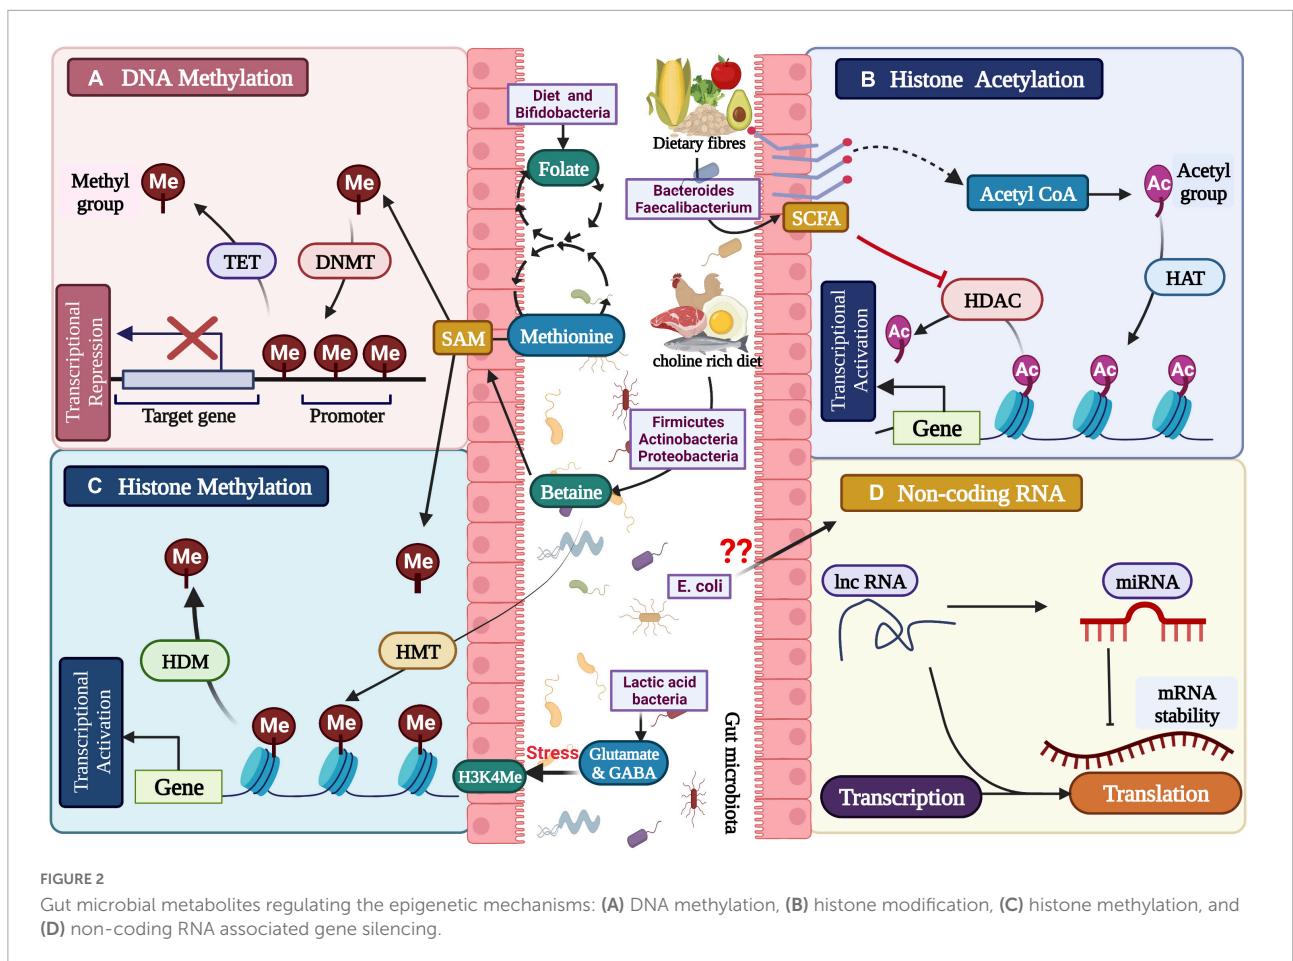 A DNA Methylation
Methyl
group
Me
Me
TET
DNMT
Transcriptional
Repression
Me
Me
Me
Target gene
Promoter
SAM
Diet and
Bifidobacteria
Folate
Methionine
Dietary fibres
Bacteroides
Faecalibacterium
SCFA
choline rich diet
Firmicutes
Actinobacteria
Proteobacteria
Betaine
B Histone Acetylation
Acetyl CoA
Ac
Acetyl
group
HAT
HDAC
Ac
Transcriptional
Activation
Ac
Ac
Ac
Gene
C Histone Methylation
Me
Me
HDM
HMT
Transcriptional
Activation
Me
Me
Me
Gene
H3K4Me
Stress
Lactic acid
bacteria
Glutamate
& GABA
??
E. coli
Gut microbiota
D Non-coding RNA
lnc RNA
miRNA
mRNA
stability
Transcription
Translation
FIGURE 2
Gut microbial metabolites regulating the epigenetic mechanisms: (A) DNA methylation, (B) histone modification, (C) histone methylation, and
(D) non-coding RNA associated gene silencing.